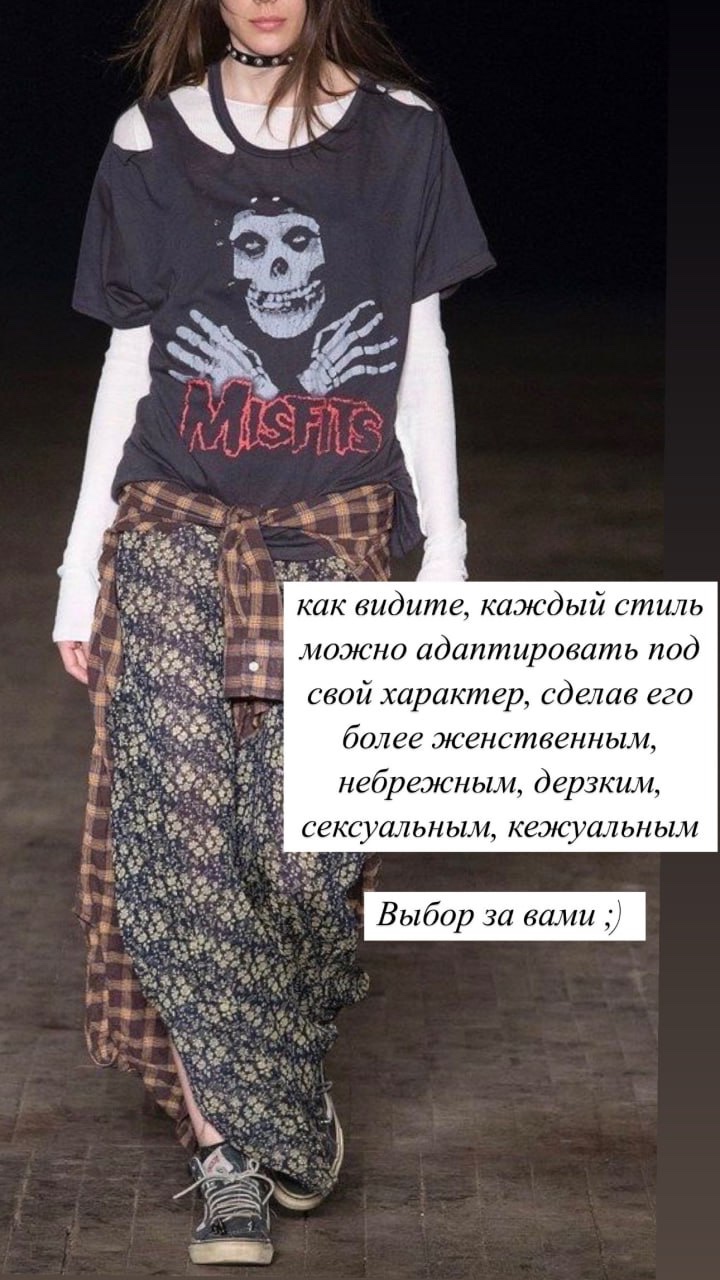 MISFITS
как видите, каждый стиль
можно адаптировать под
свой характер, сделав его
более женственным,
небрежным, дерзким,
сексуальным, кежуальным
Выбор за вами ;)